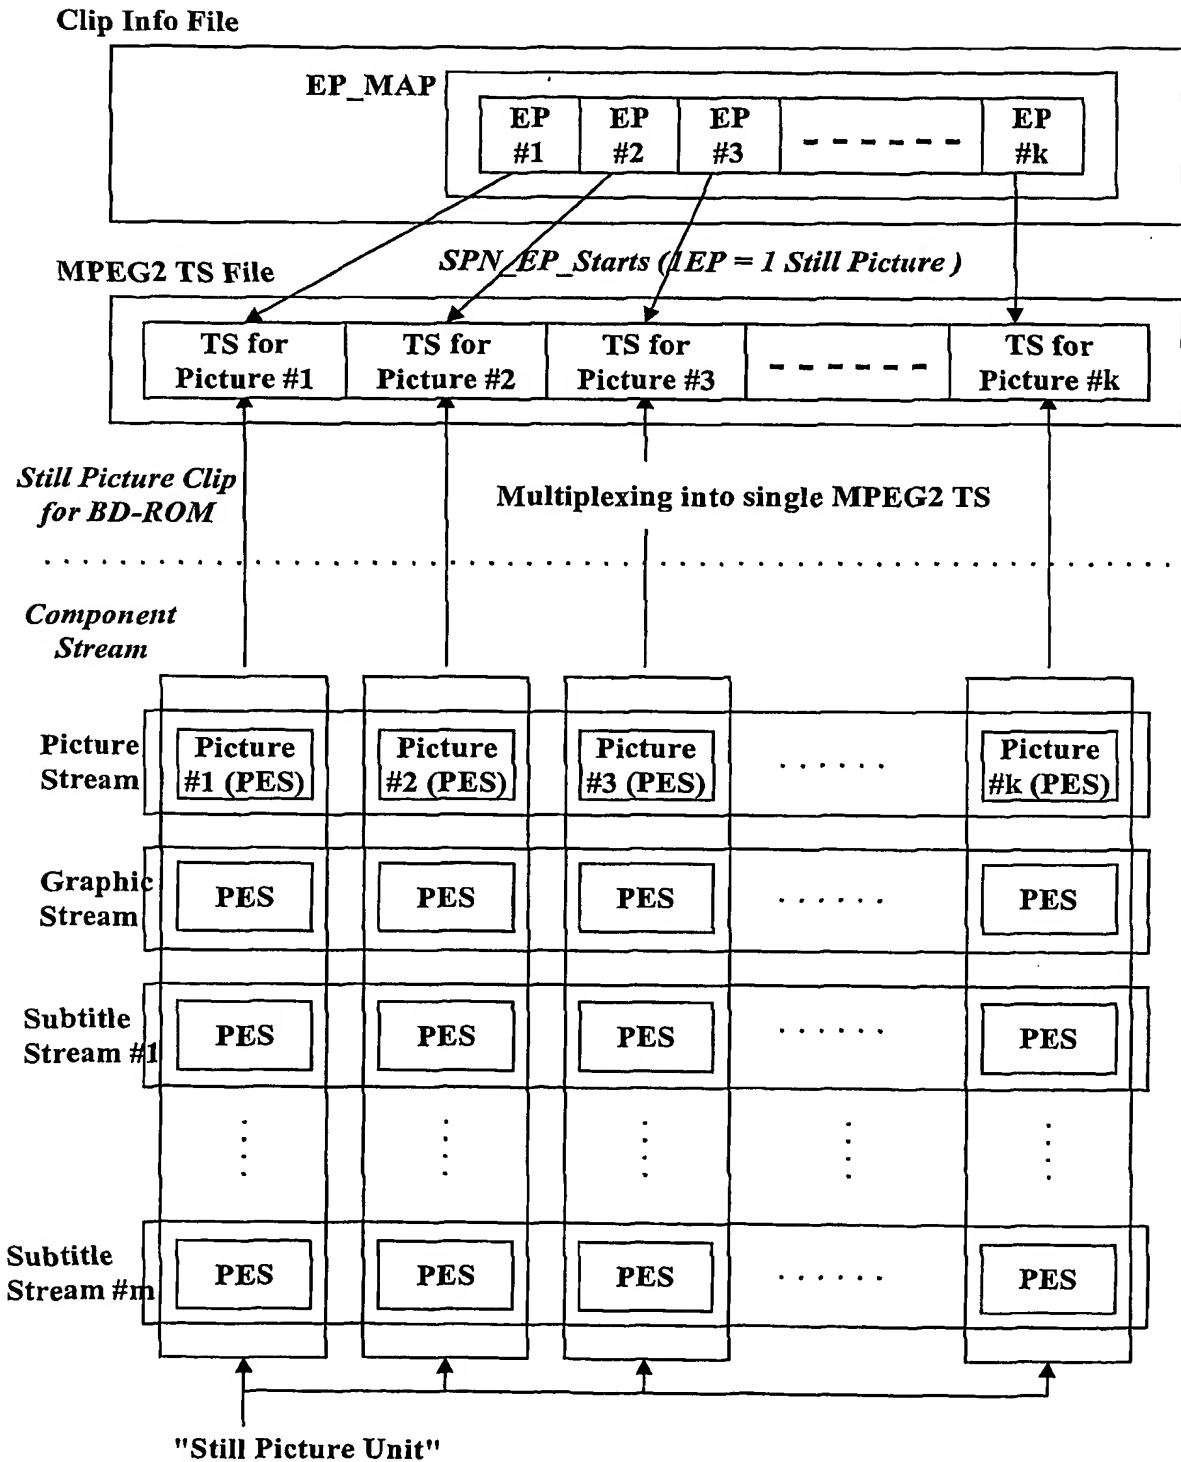 Clip Info File
EP_MAP
EP #1
EP #2
EP #3
EP #k
SPN_EP_Starts (1EP = 1 Still Picture )
MPEG2 TS File
TS for Picture #1
TS for Picture #2
TS for Picture #3
TS for Picture #k
Still Picture Clip
for BD-ROM
Multiplexing into single MPEG2 TS
Component
Stream
Picture
Stream
Picture #1 (PES)
Picture #2 (PES)
Picture #3 (PES)
Picture #k (PES)
Graphic
Stream
PES
PES
PES
PES
Subtitle
Stream #1
PES
PES
PES
PES
Subtitle
Stream #m
PES
PES
PES
PES
"Still Picture Unit"